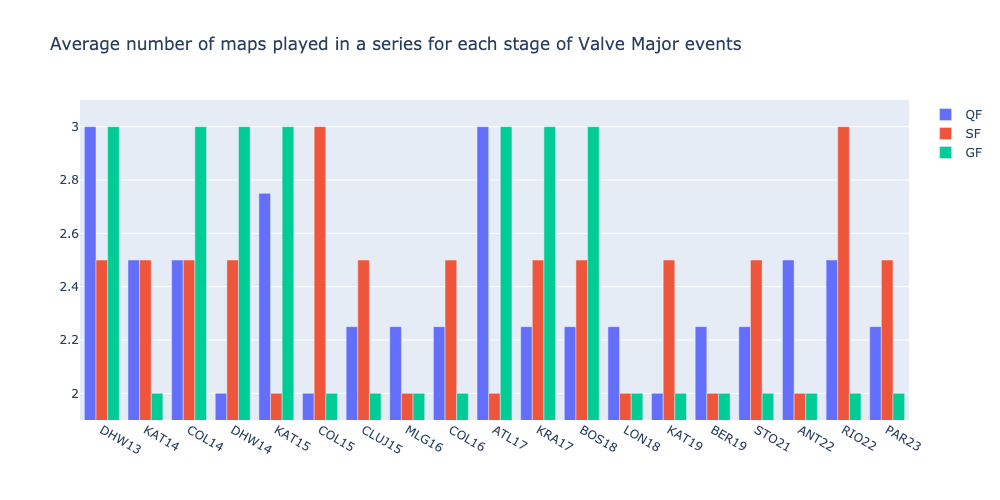 Average number of maps played in a series for each stage of Valve Major events
QF
SF
GF
3
2.8
2.6
2.4
2.2
2
DHW13
KAT14
COL14
DHW14
KAT15
COL15
CLUJ15
MLG16
COL16
ATL17
KRA17
BOS18
LON18
KAT19
BER19
STO21
ANT22
RIO22
PAR23